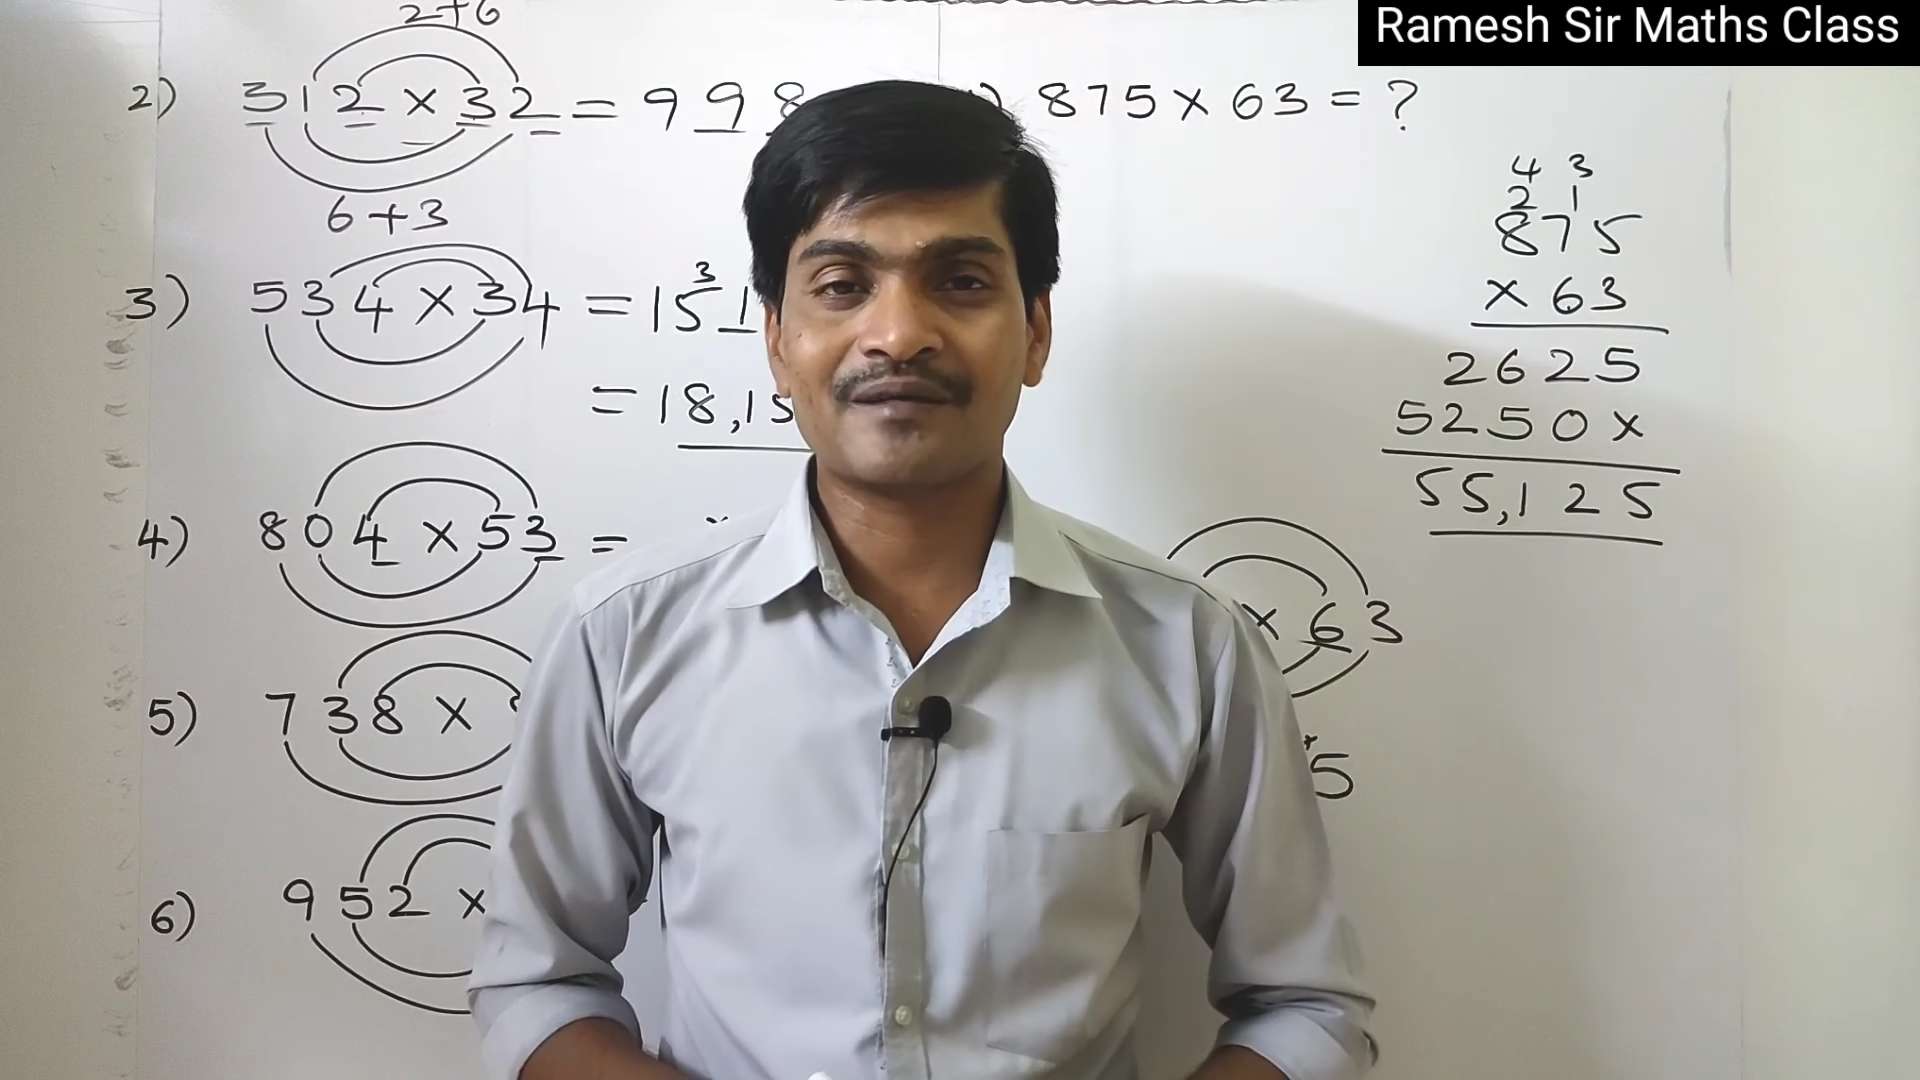 Ramesh Sir Maths Class
2+6
2) 312 × 32 = 998
6+3
3) 534 × 34 = 15³1
= 18,15
4) 804 × 53 =
5) 738 ×
6) 952 ×
875 × 63 = ?
4 3
2 1
875
× 63
2625
5250×
55,125
× 63
5